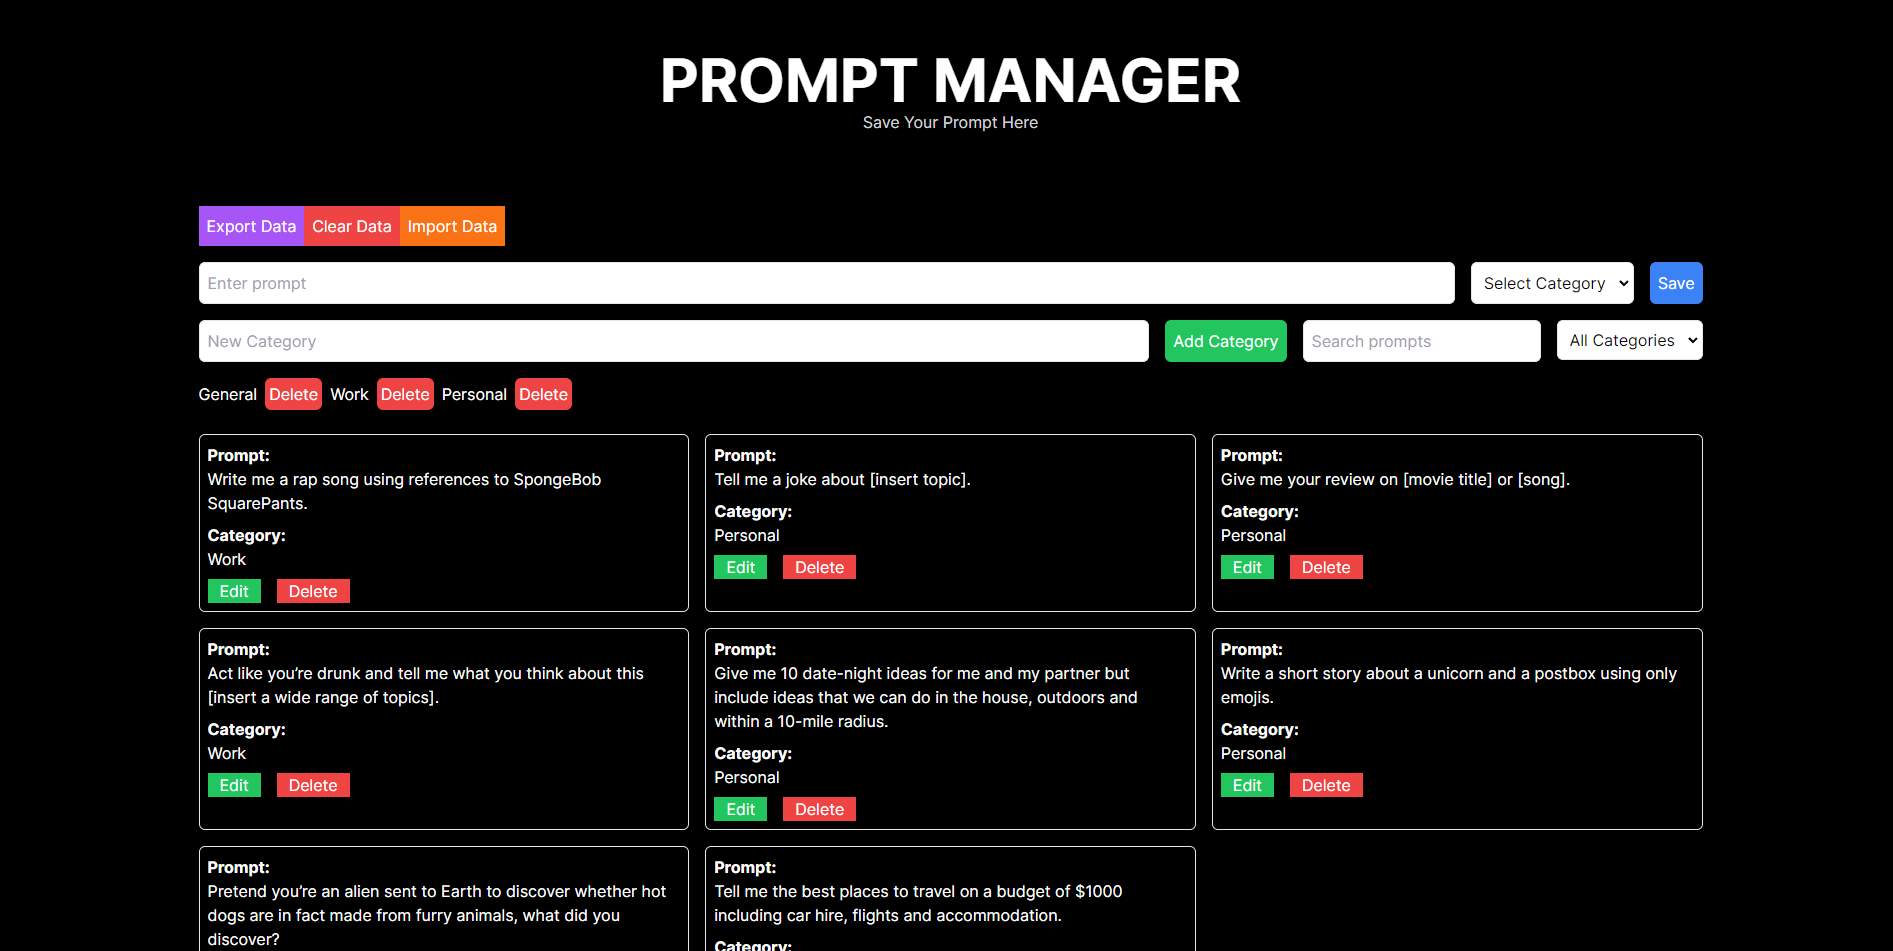 PROMPT MANAGER
Save Your Prompt Here
Export Data Clear Data Import Data
Enter prompt Select Category Save
New Category Add Category Search prompts All Categories
General Delete Work Delete Personal Delete
Prompt:
Write me a rap song using references to SpongeBob
SquarePants.
Category:
Work
Edit Delete
Prompt:
Tell me a joke about [insert topic].
Category:
Personal
Edit Delete
Prompt:
Give me your review on [movie title] or [song].
Category:
Personal
Edit Delete
Prompt:
Act like you’re drunk and tell me what you think about this
[insert a wide range of topics].
Category:
Work
Edit Delete
Prompt:
Give me 10 date-night ideas for me and my partner but
include ideas that we can do in the house, outdoors and
within a 10-mile radius.
Category:
Personal
Edit Delete
Prompt:
Write a short story about a unicorn and a postbox using only
emojis.
Category:
Personal
Edit Delete
Prompt:
Pretend you’re an alien sent to Earth to discover whether hot
dogs are in fact made from furry animals, what did you
discover?
Prompt:
Tell me the best places to travel on a budget of $1000
including car hire, flights and accommodation.
Category: